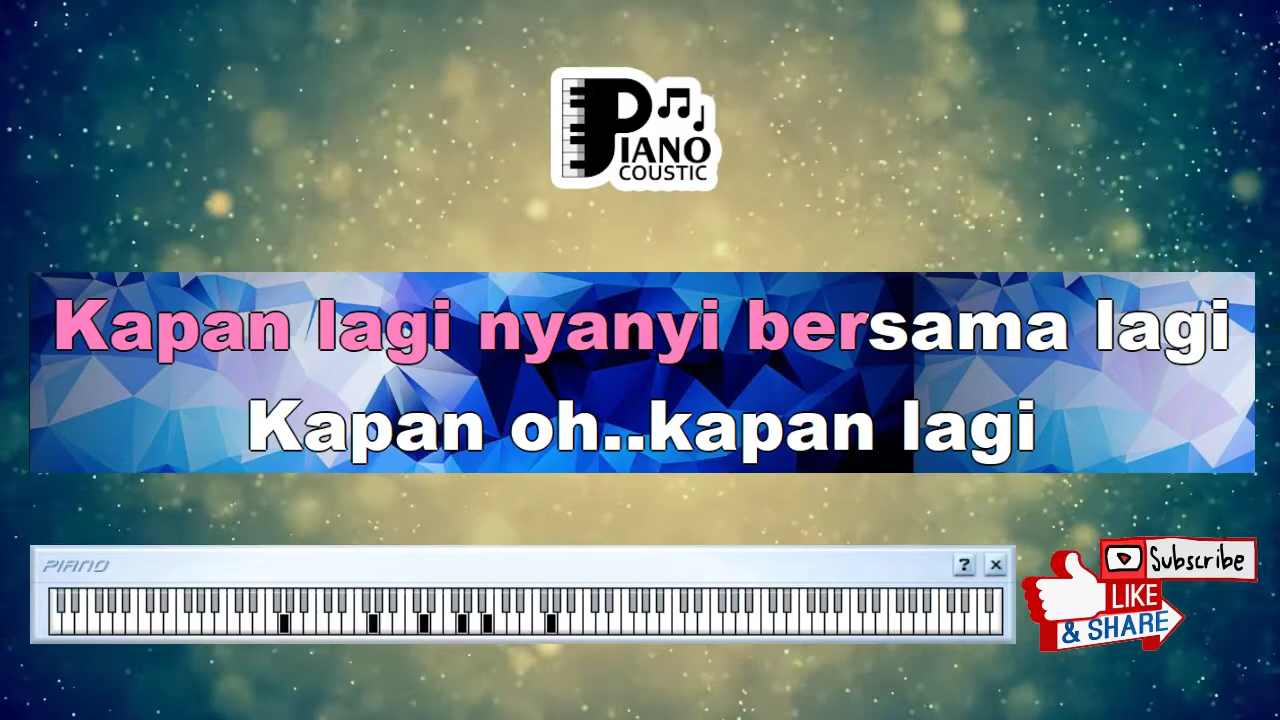 PIANO
COUSTIC
Kapan lagi nyanyi bersama lagi
Kapan oh..kapan lagi
PIANO
?
×
Subscribe
LIKE
& SHARE